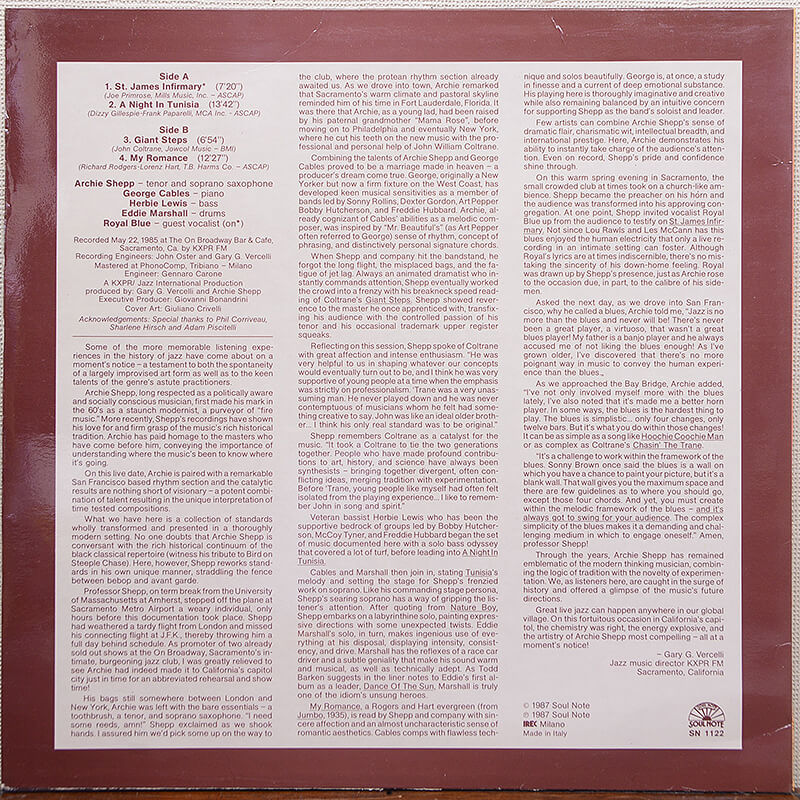 Side A
1. St. James Infirmary* (7'20")
(Joe Primrose, Mills Music, Inc. – ASCAP)
2. A Night In Tunisia (13'42")
(Dizzy Gillespie-Frank Paparelli, MCA Inc. - ASCAP)
Side B
3. Giant Steps (6'54")
(John Coltrane, Jowcol Music – BMI)
4. My Romance (12'27")
(Richard Rodgers-Lorenz Hart, T.B. Harms Co. – ASCAP)
Archie Shepp – tenor and soprano saxophone
George Cables – piano
Herbie Lewis – bass
Eddie Marshall – drums
Royal Blue – guest vocalist (on*)
Recorded May 22, 1985 at The On Broadway Bar & Cafe,
Sacramento, Ca. by KXPR FM
Recording Engineers: John Oster and Gary G. Vercelli
Mastered at PhonoComp, Tribiano – Milano
Engineer: Gennaro Carone
A KXPR/ Jazz International Production
produced by: Gary G. Vercelli and Archie Shepp
Executive Producer: Giovanni Bonandrini
Cover Art: Giuliano Crivelli
Acknowledgements: Special thanks to Phil Corriveau,
Sharlene Hirsch and Adam Piscitelli
Some of the more memorable listening expe-
riences in the history of jazz have come about on a
moment's notice – a testament to both the spontaneity
of a largely improvised art form as well as to the keen
talents of the genre's astute practitioners.
Archie Shepp, long respected as a politically aware
and socially conscious musician, first made his mark in
the 60's as a staunch modernist, a purveyor of "fire
music." More recently, Shepp's recordings have shown
his love for and firm grasp of the music's rich historical
tradition. Archie has paid homage to the masters who
have come before him, conveying the importance of
understanding where the music's been to know where
it's going.
On this live date, Archie is paired with a remarkable
San Francisco based rhythm section and the catalytic
results are nothing short of visionary – a potent combi-
nation of talent resulting in the unique interpretation of
time tested compositions.
What we have here is a collection of standards
wholly transformed and presented in a thoroughly
modern setting. No one doubts that Archie Shepp is
conversant with the rich historical continuum of the
black classical repertoire (witness his tribute to Bird on
Steeple Chase). Here, however, Shepp reworks stand-
ards in his own unique manner, straddling the fence
between bebop and avant garde.
Professor Shepp, on term break from the University
of Massachusetts at Amherst, stepped off the plane at
Sacramento Metro Airport a weary individual, only
hours before this documentation took place. Shepp
had weathered a tardy flight from London and missed
his connecting flight at J.F.K., thereby throwing him a
full day behind schedule. As promoter of two already
sold out shows at the On Broadway, Sacramento's in-
timate, burgeoning jazz club, I was greatly relieved to
see Archie had indeed made it to California's capitol
city just in time for an abbreviated rehearsal and show
time!
His bags still somewhere between London and
New York, Archie was left with the bare essentials – a
toothbrush, a tenor, and soprano saxophone. "I need
some reeds, amn!" Shepp exclaimed as we shook
hands. I assured him we'd pick some up on the way to
the club, where the protean rhythm section already
awaited us. As we drove into town, Archie remarked
that Sacramento's warm climate and pastoral skyline
reminded him of his time in Fort Lauderdale, Florida. It
was there that Archie, as a young lad, had been raised
by his paternal grandmother "Mama Rose", before
moving on to Philadelphia and eventually New York,
where he cut his teeth on the new music with the pro-
fessional and personal help of John William Coltrane.
Combining the talents of Archie Shepp and George
Cables proved to be a marriage made in heaven – a
producer's dream come true. George, originally a New
Yorker but now a firm fixture on the West Coast, has
developed keen musical sensitivities as a member of
bands led by Sonny Rollins, Dexter Gordon, Art Pepper
Bobby Hutcherson, and Freddie Hubbard. Archie, al-
ready cognizant of Cables' abilities as a melodic com-
poser, was inspired by "Mr. Beautiful's" (as Art Pepper
often referred to George) sense of rhythm, concept of
phrasing, and distinctively personal signature chords.
When Shepp and company hit the bandstand, he
forgot the long flight, the misplaced bags, and the fa-
tigue of jet lag. Always an animated dramatist who in-
stantly commands attention, Shepp eventually worked
the crowd into a frenzy with his breakneck speed read-
ing of Coltrane's Giant Steps. Shepp showed rever-
ence to the master he once apprenticed with, transfix-
ing his audience with the controlled passion of his
tenor and his occasional trademark upper register
squeaks.
Reflecting on this session, Shepp spoke of Coltrane
with great affection and intense enthusiasm. "He was
very helpful to us in shaping whatever our concepts
would eventually turn out to be, and I think he was very
supportive of young people at a time when the emphasis
was strictly on professionalism. 'Trane was a very unas-
suming man. He never played down and he was never
contemptuous of musicians whom he felt had some-
thing creative to say. John was like an ideal older broth-
er... I think his only real standard was to be original."
Shepp remembers Coltrane as a catalyst for the
music. "It took a Coltrane to tie the two generations
together. People who have made profound contribu-
tions to art, history, and science have always been
synthesists – bringing together divergent, often con-
flicting ideas, merging tradition with experimentation.
Before 'Trane, young people like myself had often felt
isolated from the playing experience... I like to remem-
ber John in song and spirit."
Veteran bassist Herbie Lewis who has been the
supportive bedrock of groups led by Bobby Hutcher-
son, McCoy Tyner, and Freddie Hubbard began the set
of music documented here with a solo bass odyssey
that covered a lot of turf, before leading into A Night In
Tunisia.
Cables and Marshall then join in, stating Tunisia's
melody and setting the stage for Shepp's frenzied
work on soprano. Like his commanding stage persona,
Shepp's searing soprano has a way of gripping the lis-
tener's attention. After quoting from Nature Boy,
Shepp embarks on a labyrinthine solo, painting expres-
sive directions with some unexpected twists. Eddie
Marshall's solo, in turn, makes ingenious use of eve-
rything at his disposal, displaying intensity, consist-
ency, and drive. Marshall has the reflexes of a race car
driver and a subtle geniality that make his sound warm
and musical, as well as technically adept. As Todd
Barken suggests in the liner notes to Eddie's first
album as a leader, Dance Of The Sun, Marshall is truly
one of the idiom's unsung heroes.
My Romance, a Rogers and Hart evergreen (from
Jumbo, 1935), is read by Shepp and company with sin-
cere affection and an almost uncharacteristic sense of
romantic aesthetics. Cables comps with flawless tech-
nique and solos beautifully. George is, at once, a study
in finesse and a current of deep emotional substance.
His playing here is thoroughly imaginative and creative
while also remaining balanced by an intuitive concern
for supporting Shepp as the band's soloist and leader.
Few artists can combine Archie Shepp's sense of
dramatic flair, charismatic wit, intellectual breadth, and
international prestige. Here, Archie demonstrates his
ability to instantly take charge of the audience's atten-
tion. Even on record, Shepp's pride and confidence
shine through.
On this warm spring evening in Sacramento, the
small crowded club at times took on a church-like am-
bience. Shepp became the preacher on his horn and
the audience was transformed into his approving con-
gregation. At one point, Shepp invited vocalist Royal
Blue up from the audience to testify on St. James Infir-
mary. Not since Lou Rawls and Les McCann has this
blues enjoyed the human electricity that only a live re-
cording in an intimate setting can foster. Although
Royal's lyrics are at times indiscernible, there's no mis-
taking the sincerity of his down-home feeling. Royal
was drawn up by Shepp's presence, just as Archie rose
to the occasion due, in part, to the calibre of his side-
men.
Asked the next day, as we drove into San Fran-
cisco, why he called a blues, Archie told me, "Jazz is no
more than the blues and never will be! There's never
been a great player, a virtuoso, that wasn't a great
blues player! My father is a banjo player and he always
accused me of not liking the blues enough! As I've
grown older, I've discovered that there's no more
poignant way in music to convey the human experi-
ence than the blues..
As we approached the Bay Bridge, Archie added,
"I've not only involved myself more with the blues
lately, I've also noted that it's made me a better horn
player. In some ways, the blues is the hardest thing to
play. The blues is simplistic... only four changes, only
twelve bars. But it's what you do within those changes!
It can be as simple as a song like Hoochie Coochie Man
or as complex as Coltrane's Chasin' The Trane.
"It's a challenge to work within the framework of the
blues. Sonny Brown once said the blues is a wall on
which you have a chance to paint your picture, but it's a
blank wall. That wall gives you the maximum space and
there are few guidelines as to where you should go,
except those four chords. And yet, you must create
within the melodic framework of the blues – and it's
always got to swing for your audience. The complex
simplicity of the blues makes it a demanding and chal-
lenging medium in which to engage oneself." Amen,
professor Shepp!
Through the years, Archie Shepp has remained
emblematic of the modern thinking musician, combin-
ing the logic of tradition with the novelty of experimen-
tation. We, as listeners here, are caught in the surge of
history and offered a glimpse of the music's future
directions.
Great live jazz can happen anywhere in our global
village. On this fortuitous occasion in California's capi-
tol, the chemistry was right, the energy explosive, and
the artistry of Archie Shepp most compelling – all at a
moment's notice!
– Gary G. Vercelli
Jazz music director KXPR FM
Sacramento, California
© 1987 Soul Note
℗ 1987 Soul Note
IREC Milano
Made in Italy
SOUL NOTE
SN 1122